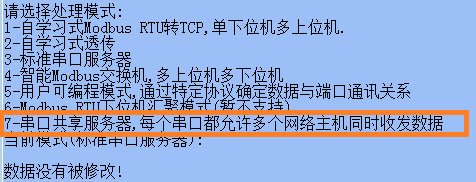 请选择处理模式:
1-自学习式Modbus RTU转TCP,单下位机多上位机.
2-自学习式透传
3-标准串口服务器
4-智能Modbus交换机,多上位机多下位机
5-用户可编程模式,通过特定协议确定数据与端口通讯关系
6-Modbus RTU下位机汇聚模式(暂不支持)
7-串口共享服务器,每个串口都允许多个网络主机同时收发数据
当前模式(标准串口服务器):
数据没有被修改!